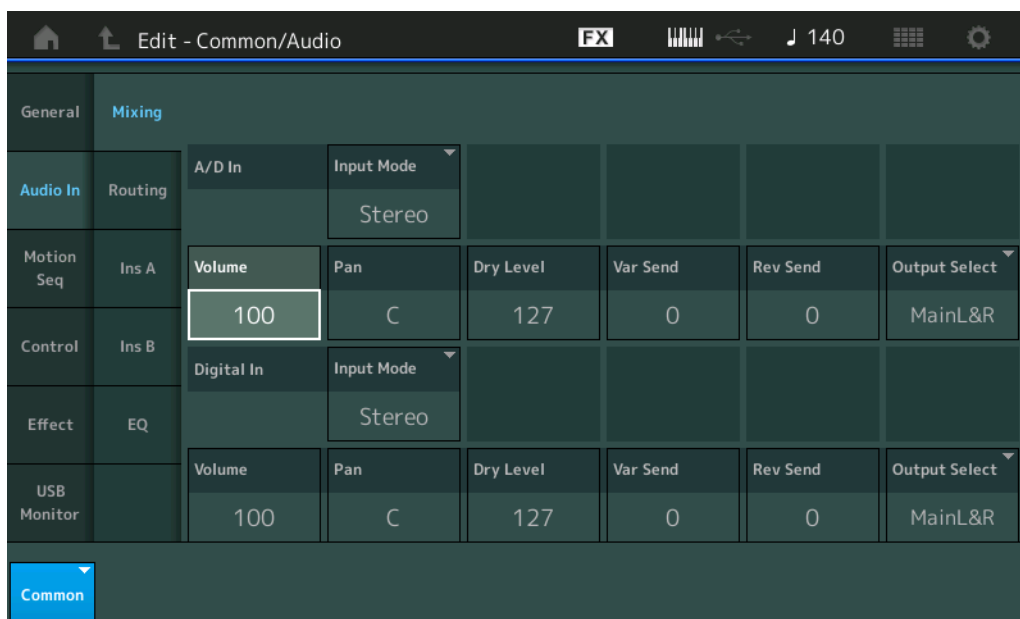 Edit - Common/Audio FX ♩ 140
General Mixing
A/D In Input Mode
Audio In Routing
Stereo
Motion
Seq
Ins A
Volume Pan Dry Level Var Send Rev Send Output Select
100 C 127 0 0 MainL&R
Control Ins B
Digital In Input Mode
Effect EQ
Stereo
Volume Pan Dry Level Var Send Rev Send Output Select
USB
Monitor
100 C 127 0 0 MainL&R
Common